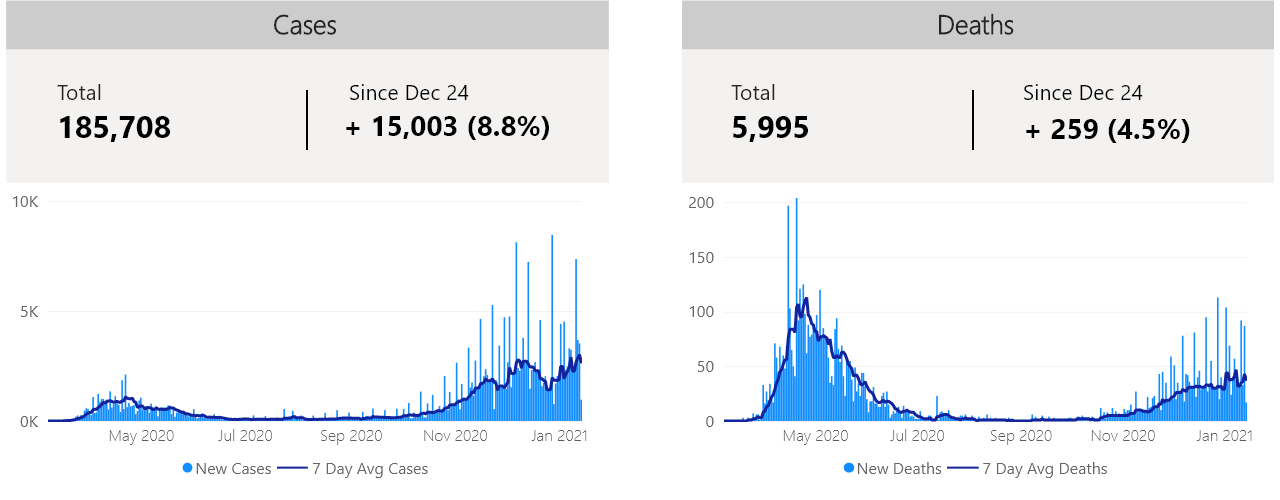 Cases
Total
185,708
Since Dec 24
+ 15,003 (8.8%)
10K
5K
0K
May 2020 Jul 2020 Sep 2020 Nov 2020 Jan 2021
New Cases 7 Day Avg Cases
Deaths
Total
5,995
Since Dec 24
+ 259 (4.5%)
200
150
100
50
0
May 2020 Jul 2020 Sep 2020 Nov 2020 Jan 2021
New Deaths 7 Day Avg Deaths